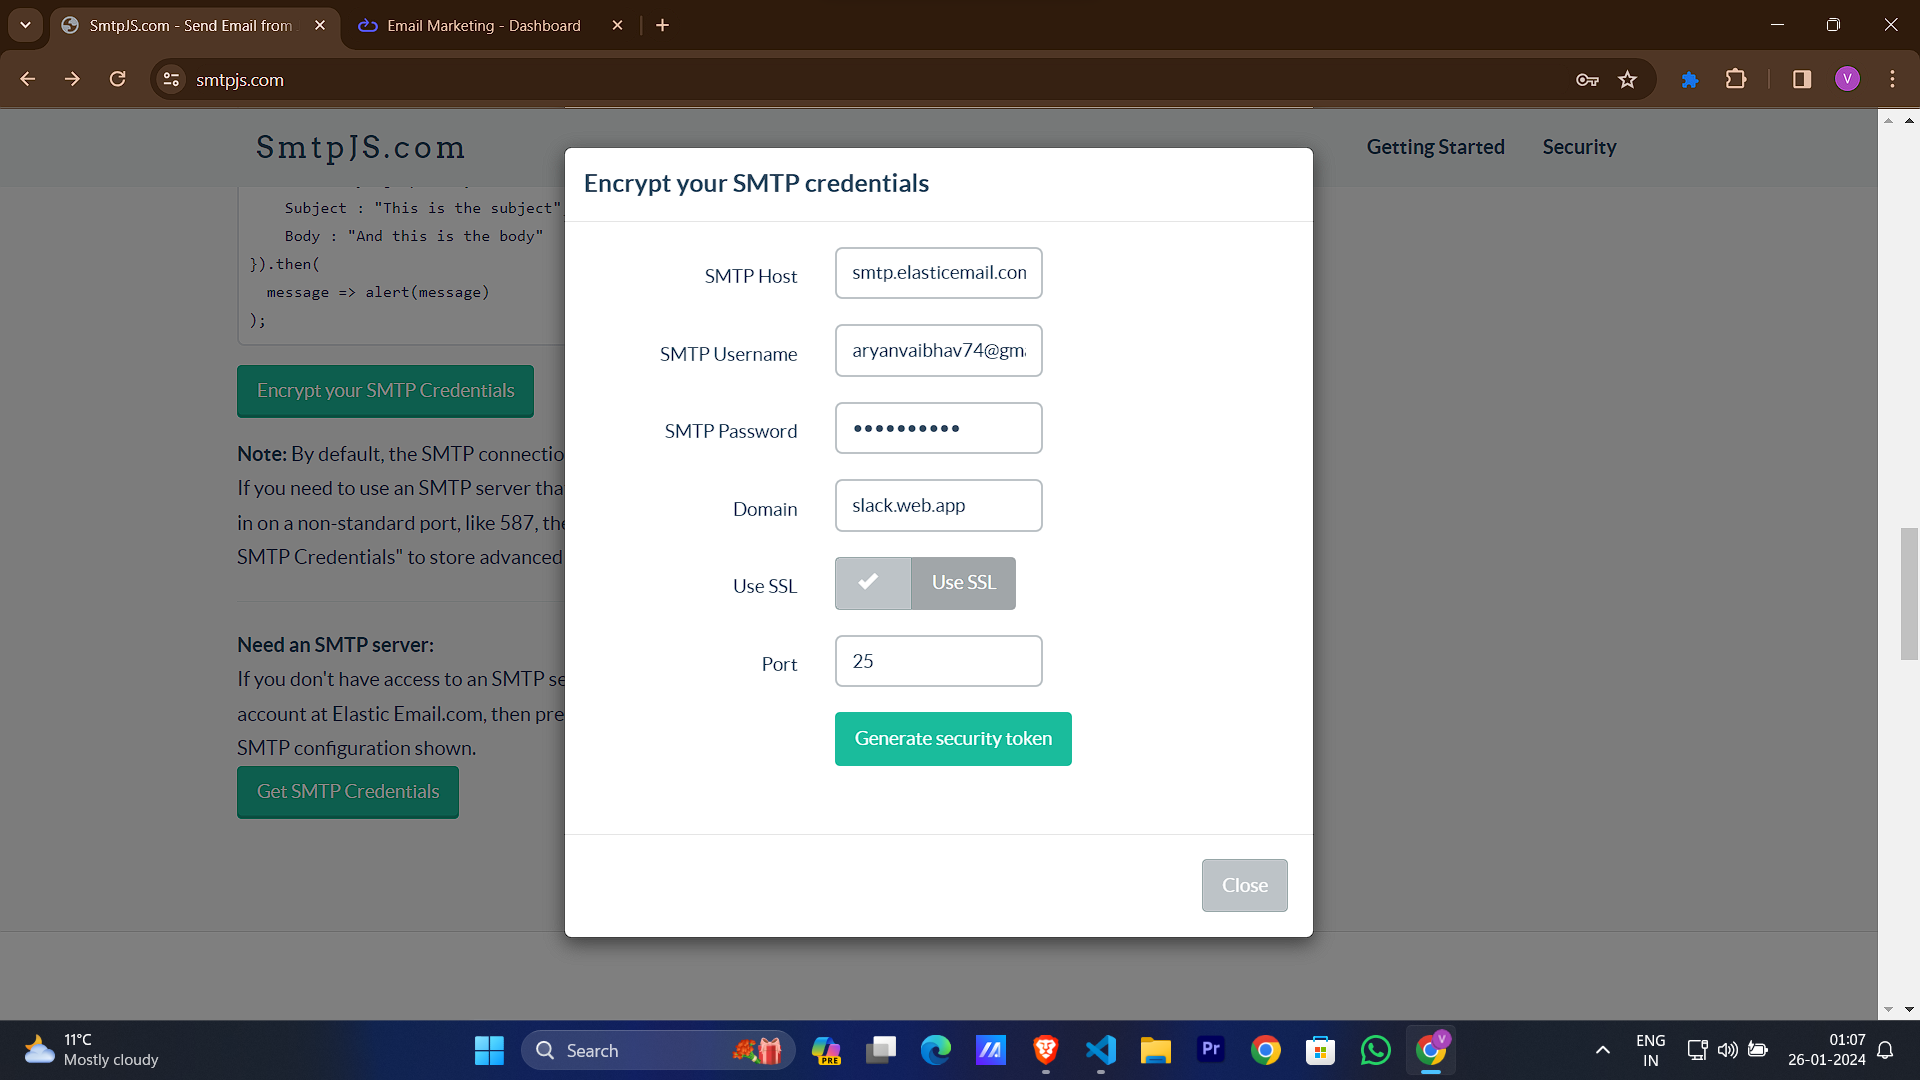 SmtpJS.com - Send Email from
Email Marketing - Dashboard
smtpjs.com
V
SmtpJS.com
Getting Started
Security
Subject : "This is the subject"
Body : "And this is the body"
}).then(
message => alert(message)
);
Encrypt your SMTP Credentials
Note: By default, the SMTP connectio
If you need to use an SMTP server tha
in on a non-standard port, like 587, the
SMTP Credentials" to store advanced
Need an SMTP server:
If you don't have access to an SMTP se
account at Elastic Email.com, then pre
SMTP configuration shown.
Get SMTP Credentials
Encrypt your SMTP credentials
SMTP Host
smtp.elasticemail.com
SMTP Username
aryanvaibhav74@gma
SMTP Password
••••••••••
Domain
slack.web.app
Use SSL
Use SSL
Port
25
Generate security token
Close
11°C
Mostly cloudy
Search
PRE
Pr
V
ENG
IN
01:07
26-01-2024